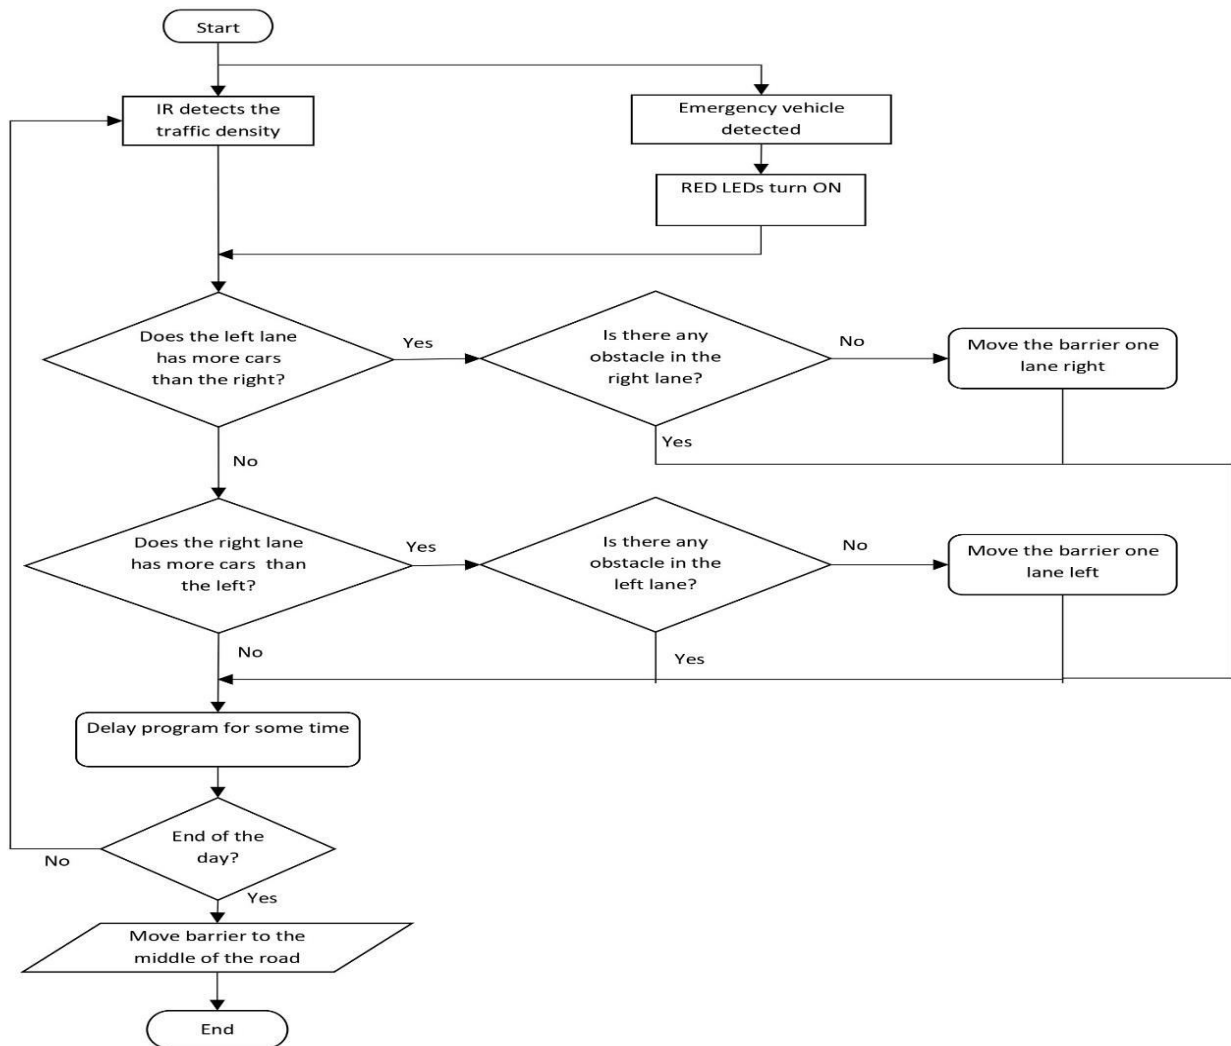 Start
IR detects the
traffic density
Emergency vehicle
detected
RED LEDs turn ON
Does the left lane
has more cars
than the right?
Yes
Is there any
obstacle in the
right lane?
No
Move the barrier one
lane right
Yes
No
Does the right lane
has more cars than
the left?
Yes
Is there any
obstacle in the
left lane?
No
Move the barrier one
lane left
Yes
No
Delay program for some time
End of the
day?
No
Yes
Move barrier to the
middle of the road
End